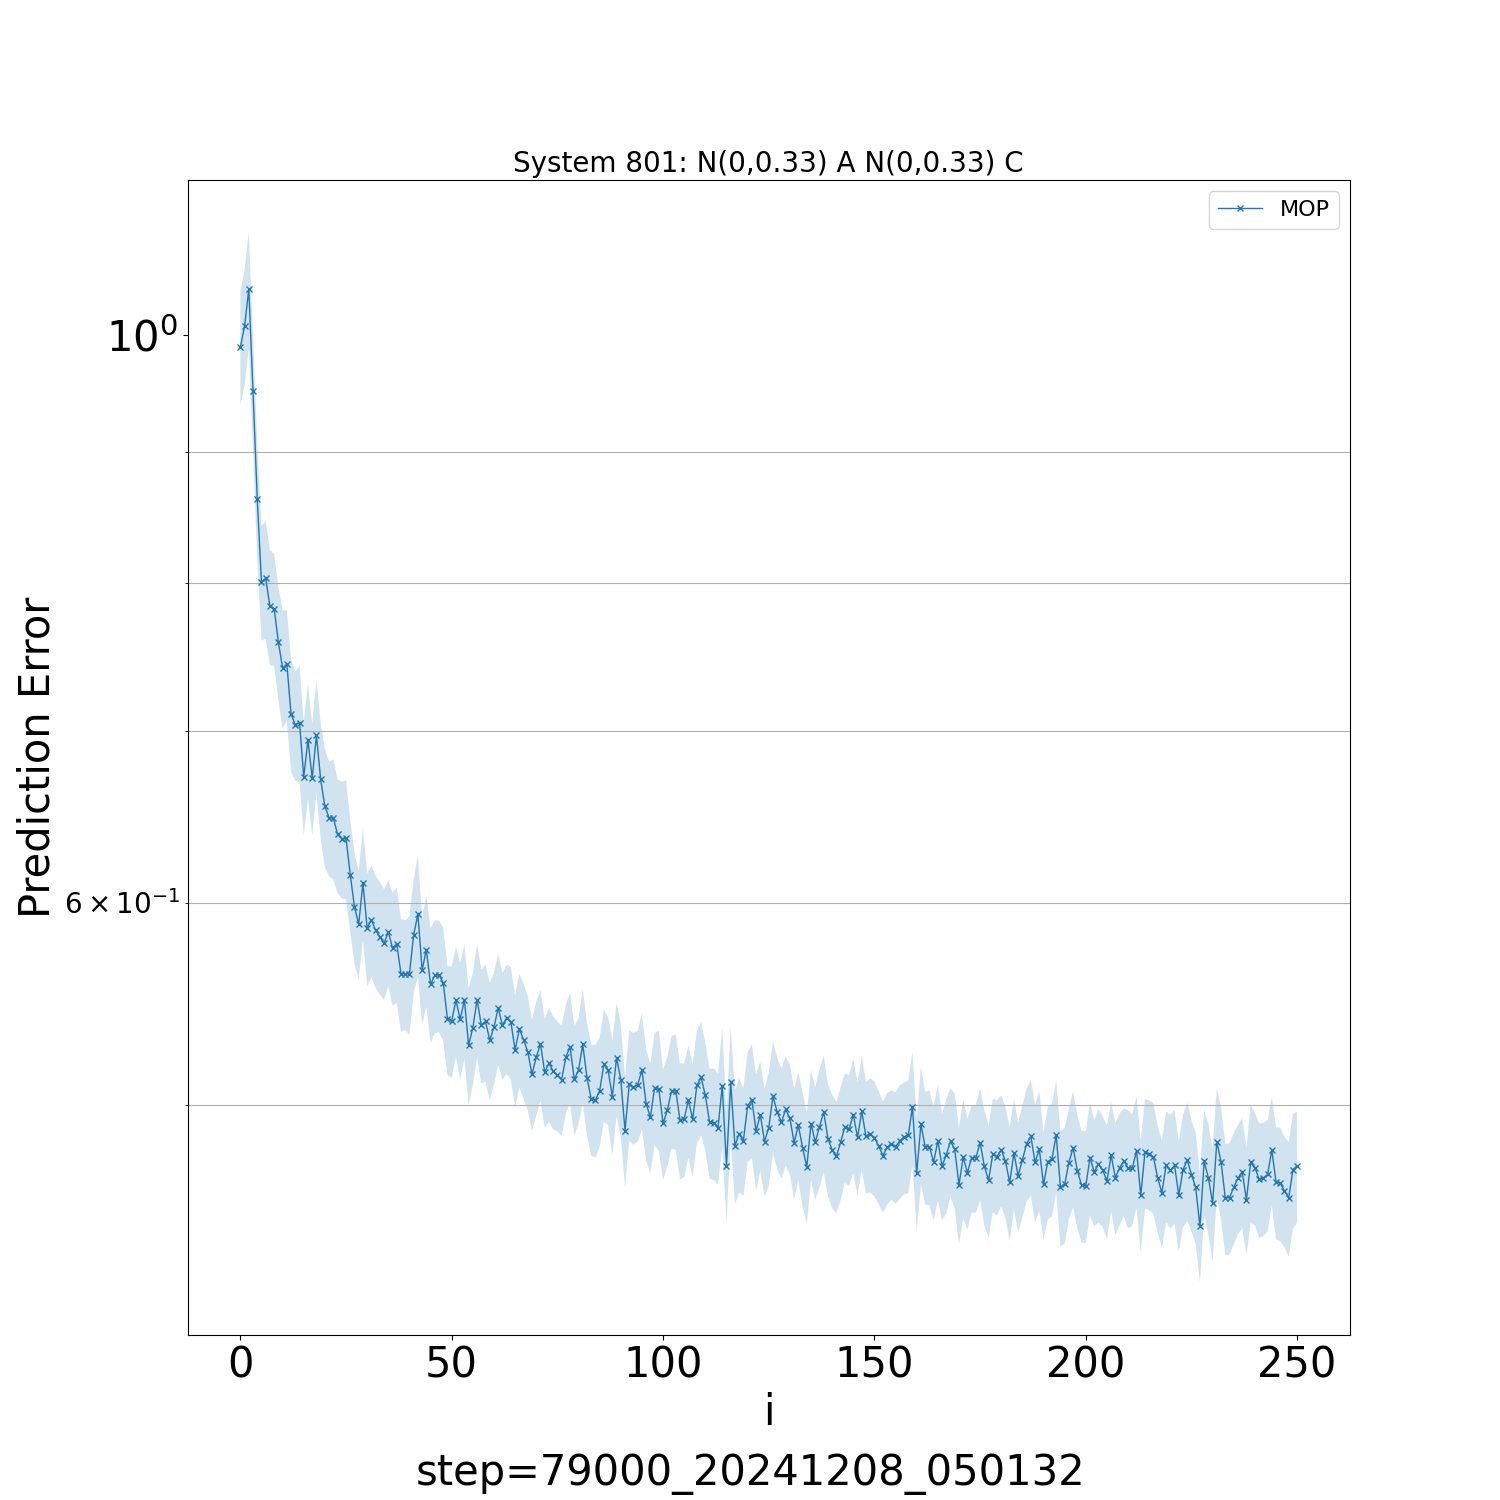 System 801: N(0,0.33) A N(0,0.33) C
MOP
10⁰
6 × 10⁻¹
Prediction Error
0 50 100 150 200 250
i
step=79000_20241208_050132